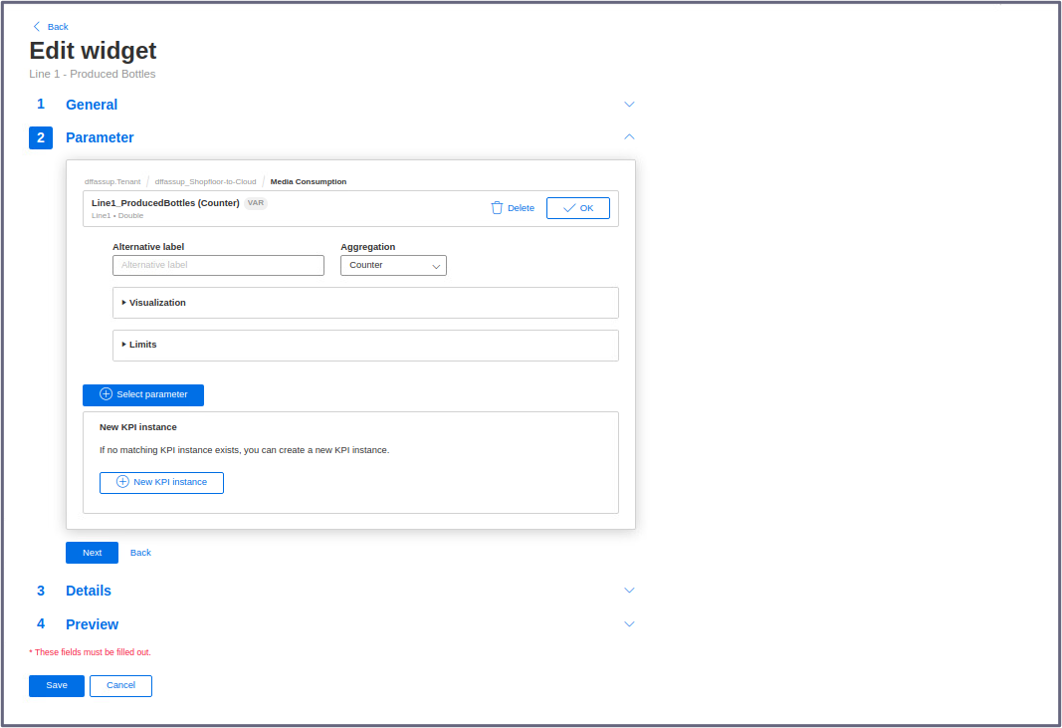 Back
Edit widget
Line 1 - Produced Bottles
1 General
2 Parameter
dffassup.Tenant / dffassup_Shopfloor-to-Cloud / Media Consumption
Line1_ProducedBottles (Counter) VAR
Line1 • Double
Delete
OK
Alternative label Aggregation
Alternative label Counter
Visualization
Limits
Select parameter
New KPI instance
If no matching KPI instance exists, you can create a new KPI instance.
New KPI instance
Next Back
3 Details
4 Preview
* These fields must be filled out.
Save Cancel